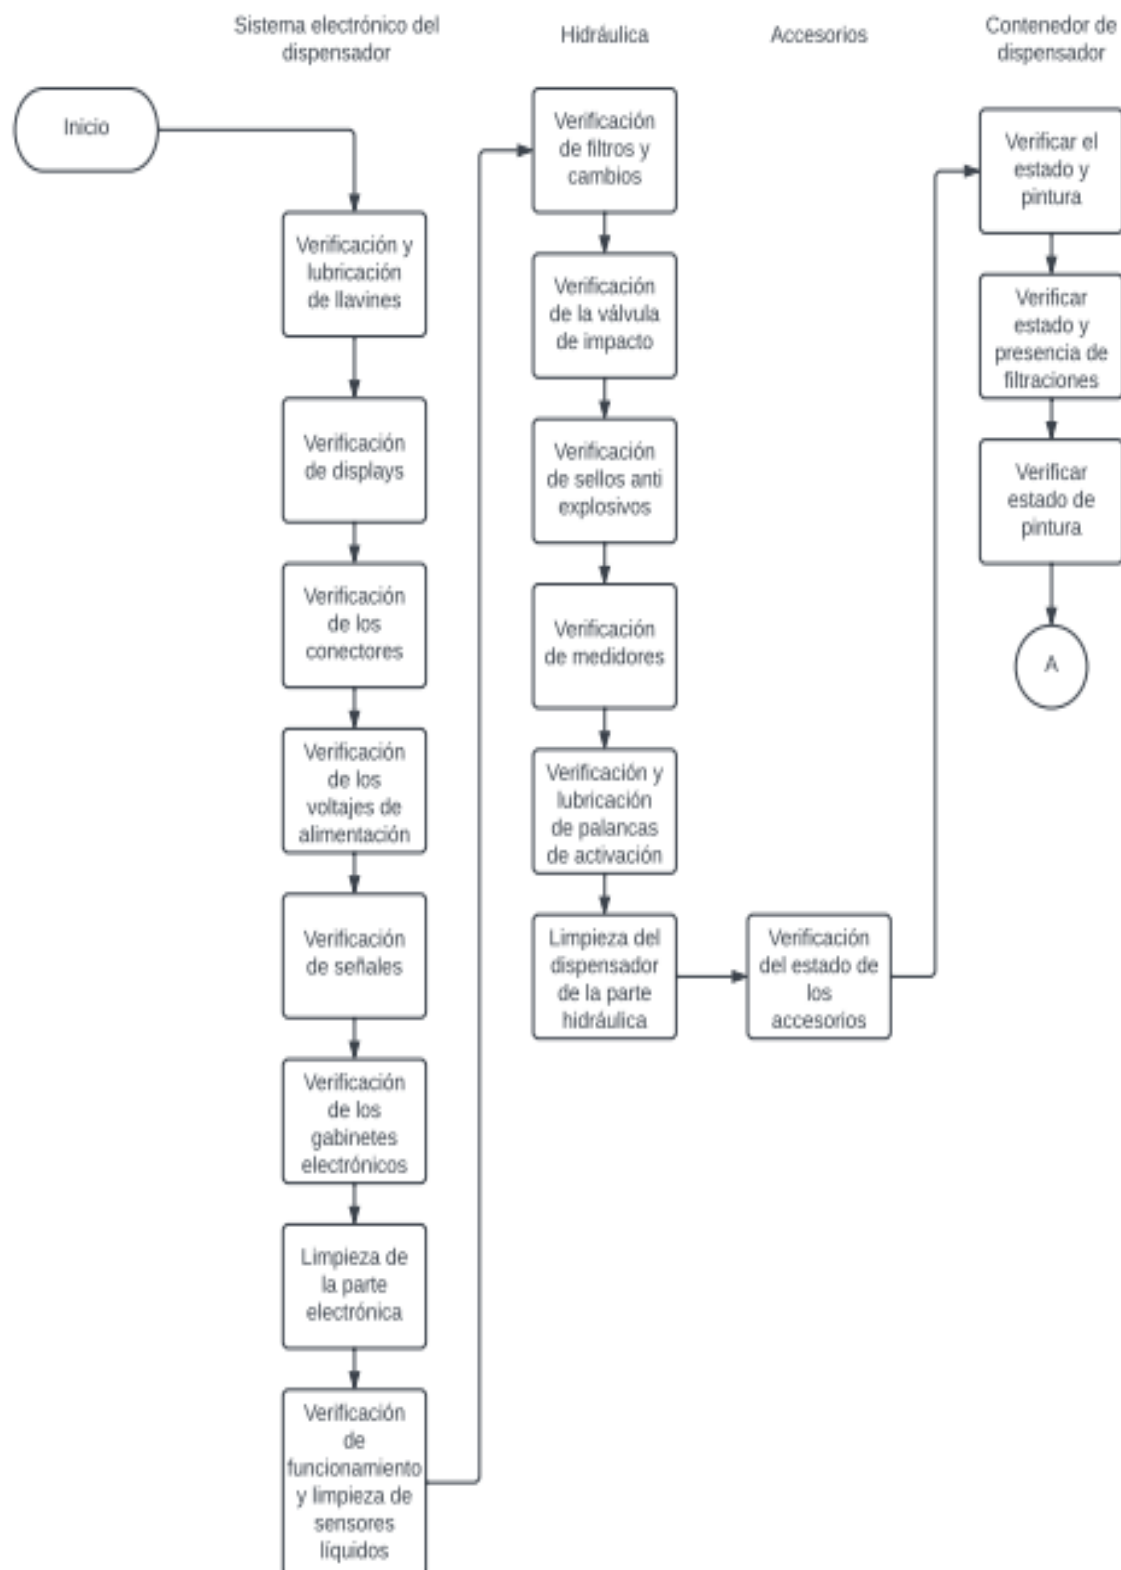 Sistema electrónico del
dispensador
Hidráulica
Accesorios
Contenedor de
dispensador
Inicio
Verificación y
lubricación
de llavines
Verificación
de displays
Verificación
de los
conectores
Verificación
de los
voltajes de
alimentación
Verificación
de señales
Verificación
de los
gabinetes
electrónicos
Limpieza de
la parte
electrónica
Verificación
de
funcionamiento
y limpieza de
sensores
líquidos
Verificación
de filtros y
cambios
Verificación
de la válvula
de impacto
Verificación
de sellos anti
explosivos
Verificación
de medidores
Verificación y
lubricación
de palancas
de activación
Limpieza del
dispensador
de la parte
hidráulica
Verificación
del estado de
los
accesorios
Verificar el
estado y
pintura
Verificar
estado y
presencia de
filtraciones
Verificar
estado de
pintura
A